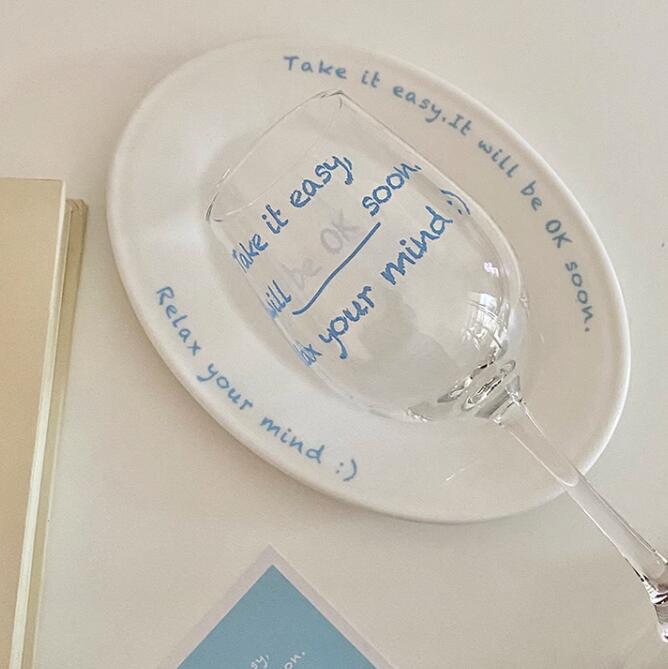 Take it easy.It will be OK soon.
Relax your mind :)
Take it easy,
will be OK soon.
your mind :)